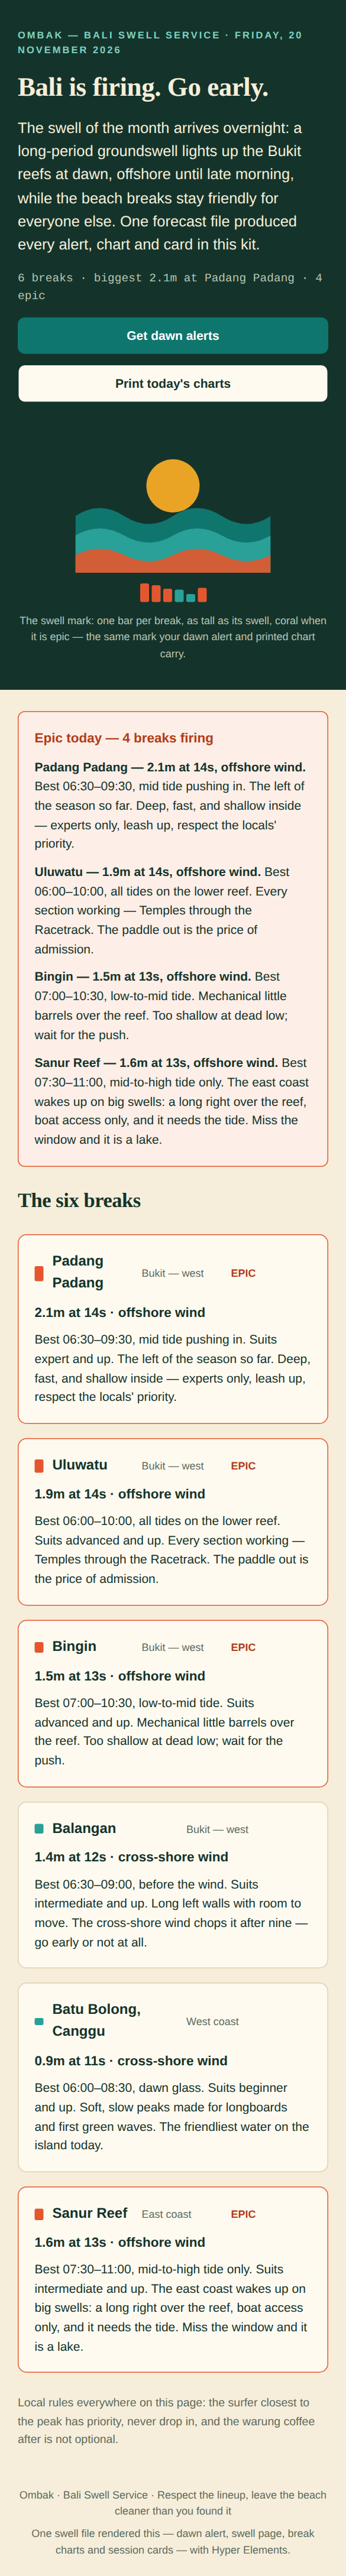 OMBAK — BALI SWELL SERVICE · FRIDAY, 20
NOVEMBER 2026
Bali is firing. Go early.
The swell of the month arrives overnight: a
long-period groundswell lights up the Bukit
reefs at dawn, offshore until late morning,
while the beach breaks stay friendly for
everyone else. One forecast file produced
every alert, chart and card in this kit.
6 breaks · biggest 2.1m at Padang Padang · 4
epic
Get dawn alerts
Print today's charts
The swell mark: one bar per break, as tall as its swell, coral when
it is epic — the same mark your dawn alert and printed chart
carry.
Epic today — 4 breaks firing
Padang Padang — 2.1m at 14s, offshore wind.
Best 06:30–09:30, mid tide pushing in. The left of
the season so far. Deep, fast, and shallow inside
— experts only, leash up, respect the locals'
priority.
Uluwatu — 1.9m at 14s, offshore wind. Best
06:00–10:00, all tides on the lower reef. Every
section working — Temples through the
Racetrack. The paddle out is the price of
admission.
Bingin — 1.5m at 13s, offshore wind. Best
07:00–10:30, low-to-mid tide. Mechanical little
barrels over the reef. Too shallow at dead low;
wait for the push.
Sanur Reef — 1.6m at 13s, offshore wind. Best
07:30–11:00, mid-to-high tide only. The east coast
wakes up on big swells: a long right over the reef,
boat access only, and it needs the tide. Miss the
window and it is a lake.
The six breaks
Padang
Padang
Bukit — west
EPIC
2.1m at 14s · offshore wind
Best 06:30–09:30, mid tide pushing in. Suits
expert and up. The left of the season so far. Deep,
fast, and shallow inside — experts only, leash up,
respect the locals' priority.
Uluwatu
Bukit — west
EPIC
1.9m at 14s · offshore wind
Best 06:00–10:00, all tides on the lower reef.
Suits advanced and up. Every section working —
Temples through the Racetrack. The paddle out is
the price of admission.
Bingin
Bukit — west
EPIC
1.5m at 13s · offshore wind
Best 07:00–10:30, low-to-mid tide. Suits
advanced and up. Mechanical little barrels over
the reef. Too shallow at dead low; wait for the
push.
Balangan
Bukit — west
1.4m at 12s · cross-shore wind
Best 06:30–09:00, before the wind. Suits
intermediate and up. Long left walls with room to
move. The cross-shore wind chops it after nine —
go early or not at all.
Batu Bolong,
Canggu
West coast
0.9m at 11s · cross-shore wind
Best 06:00–08:30, dawn glass. Suits beginner
and up. Soft, slow peaks made for longboards
and first green waves. The friendliest water on the
island today.
Sanur Reef
East coast
EPIC
1.6m at 13s · offshore wind
Best 07:30–11:00, mid-to-high tide only. Suits
intermediate and up. The east coast wakes up on
big swells: a long right over the reef, boat access
only, and it needs the tide. Miss the window and it
is a lake.
Local rules everywhere on this page: the surfer closest to
the peak has priority, never drop in, and the warung coffee
after is not optional.
Ombak · Bali Swell Service · Respect the lineup, leave the beach
cleaner than you found it
One swell file rendered this — dawn alert, swell page, break
charts and session cards — with Hyper Elements.